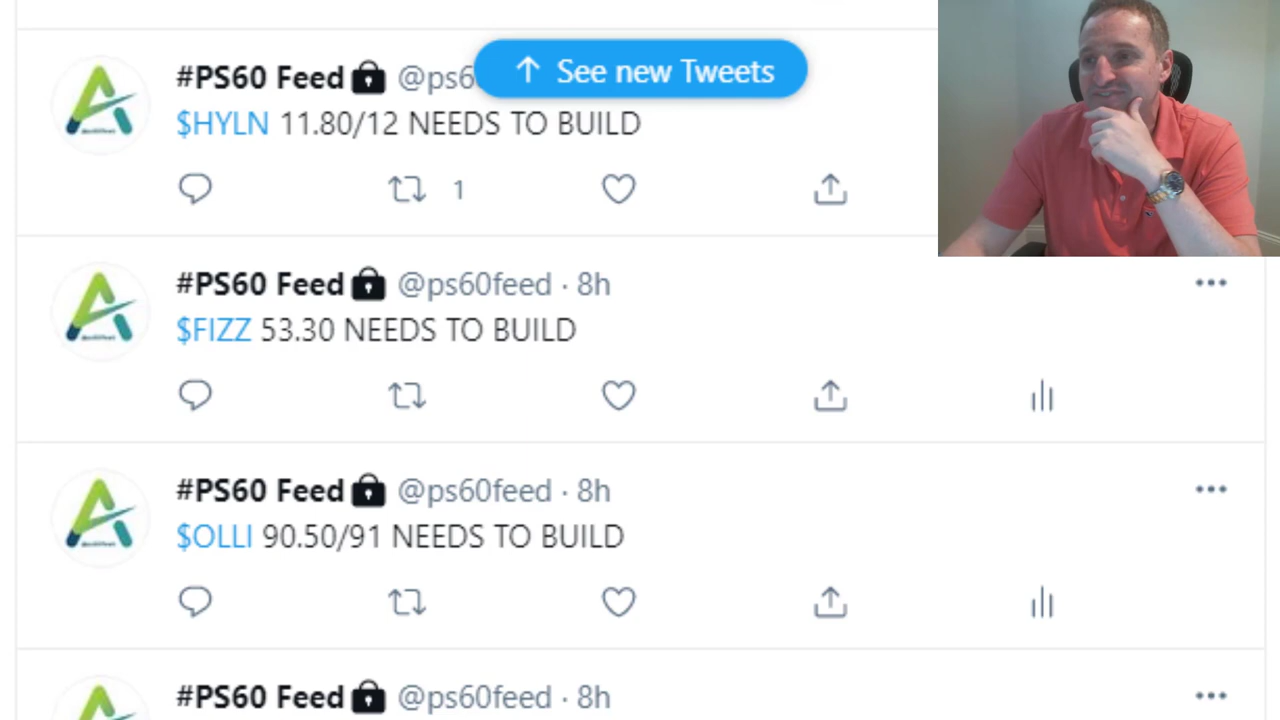 #PS60 Feed @ps6
↑ See new Tweets
$HYLN 11.80/12 NEEDS TO BUILD
1
#PS60 Feed @ps60feed · 8h
$FIZZ 53.30 NEEDS TO BUILD
#PS60 Feed @ps60feed · 8h
$OLLI 90.50/91 NEEDS TO BUILD
#PS60 Feed @ps60feed · 8h